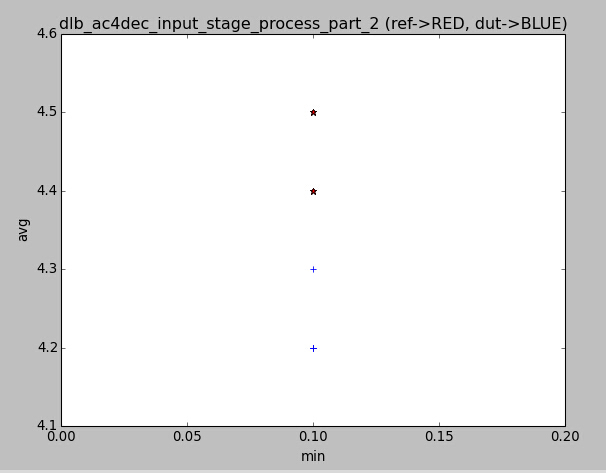 dlb_ac4dec_input_stage_process_part_2 (ref->RED, dut->BLUE)
4.6
4.5
4.4
4.3
4.2
4.1
avg
0.00 0.05 0.10 0.15 0.20
min